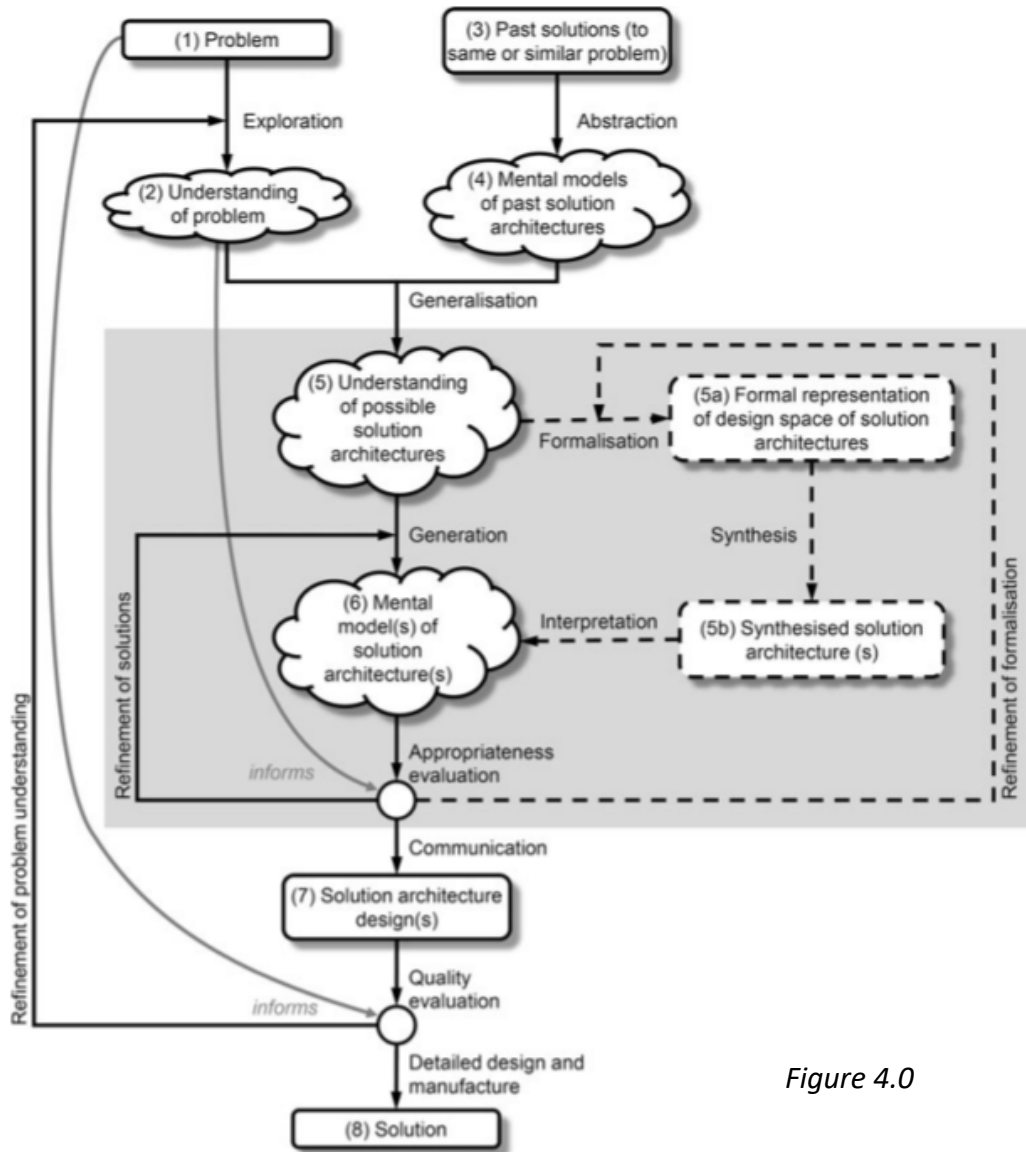 (1) Problem
(3) Past solutions (to
same or similar problem)
Exploration
Abstraction
(2) Understanding
of problem
(4) Mental models
of past solution
architectures
Generalisation
(5) Understanding
of possible
solution
architectures
Formalisation
(5a) Formal representation
of design space of solution
architectures
Generation
Synthesis
(6) Mental
model(s) of
solution
architecture(s)
Interpretation
(5b) Synthesised solution
architecture (s)
Refinement of solutions
Refinement of formalisation
Refinement of problem understanding
informs
Appropriateness
evaluation
Communication
(7) Solution architecture
design(s)
Quality
evaluation
informs
Detailed design and
manufacture
(8) Solution
Figure 4.0